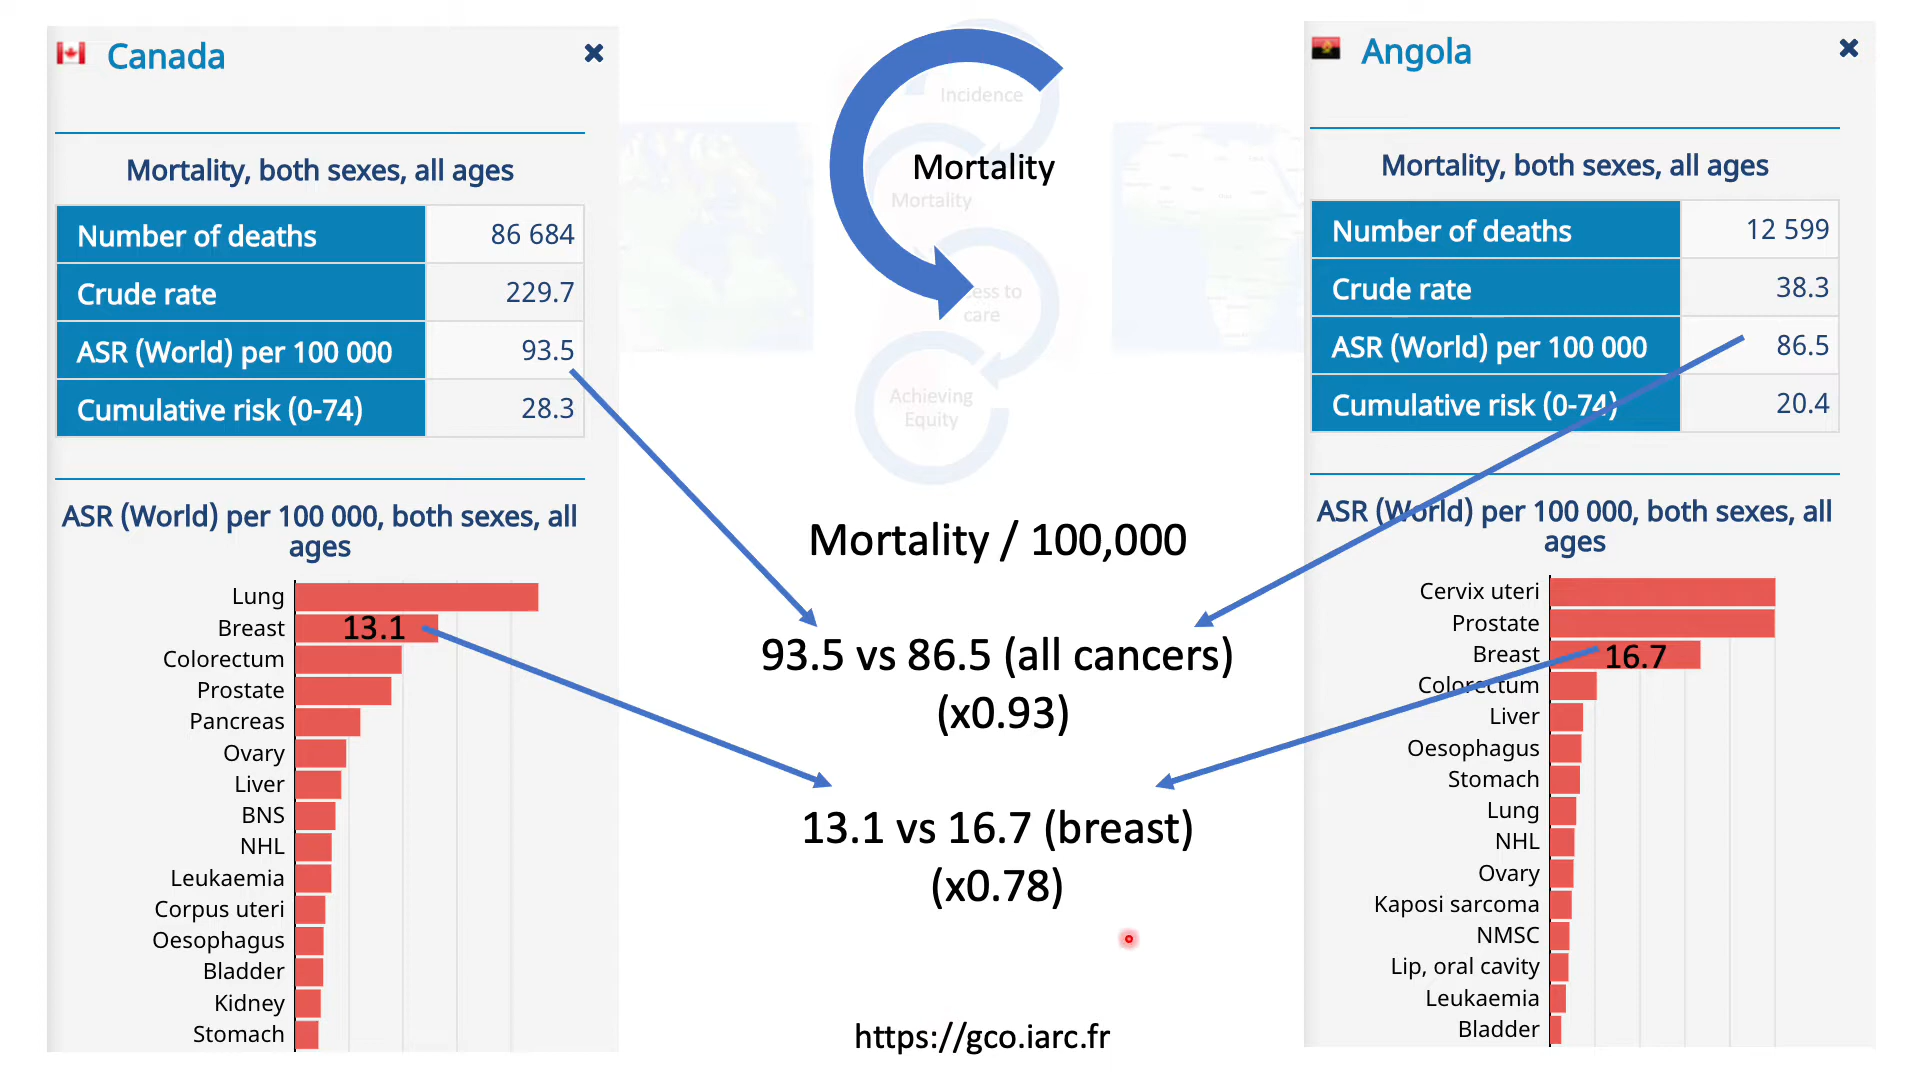 Canada
Mortality, both sexes, all ages
Number of deaths 86 684
Crude rate 229.7
ASR (World) per 100 000 93.5
Cumulative risk (0-74) 28.3
ASR (World) per 100 000, both sexes, all
ages
Lung
Breast 13.1
Colorectum
Prostate
Pancreas
Ovary
Liver
BNS
NHL
Leukaemia
Corpus uteri
Oesophagus
Bladder
Kidney
Stomach
Incidence
Mortality
Mortality
ess to
care
Achieving
Equity
Mortality / 100,000
93.5 vs 86.5 (all cancers)
(x0.93)
13.1 vs 16.7 (breast)
(x0.78)
https://gco.iarc.fr
Angola
Mortality, both sexes, all ages
Number of deaths 12 599
Crude rate 38.3
ASR (World) per 100 000 86.5
Cumulative risk (0-74) 20.4
ASR (World) per 100 000, both sexes, all
ages
Cervix uteri
Prostate
Breast 16.7
Colorectum
Liver
Oesophagus
Stomach
Lung
NHL
Ovary
Kaposi sarcoma
NMSC
Lip, oral cavity
Leukaemia
Bladder